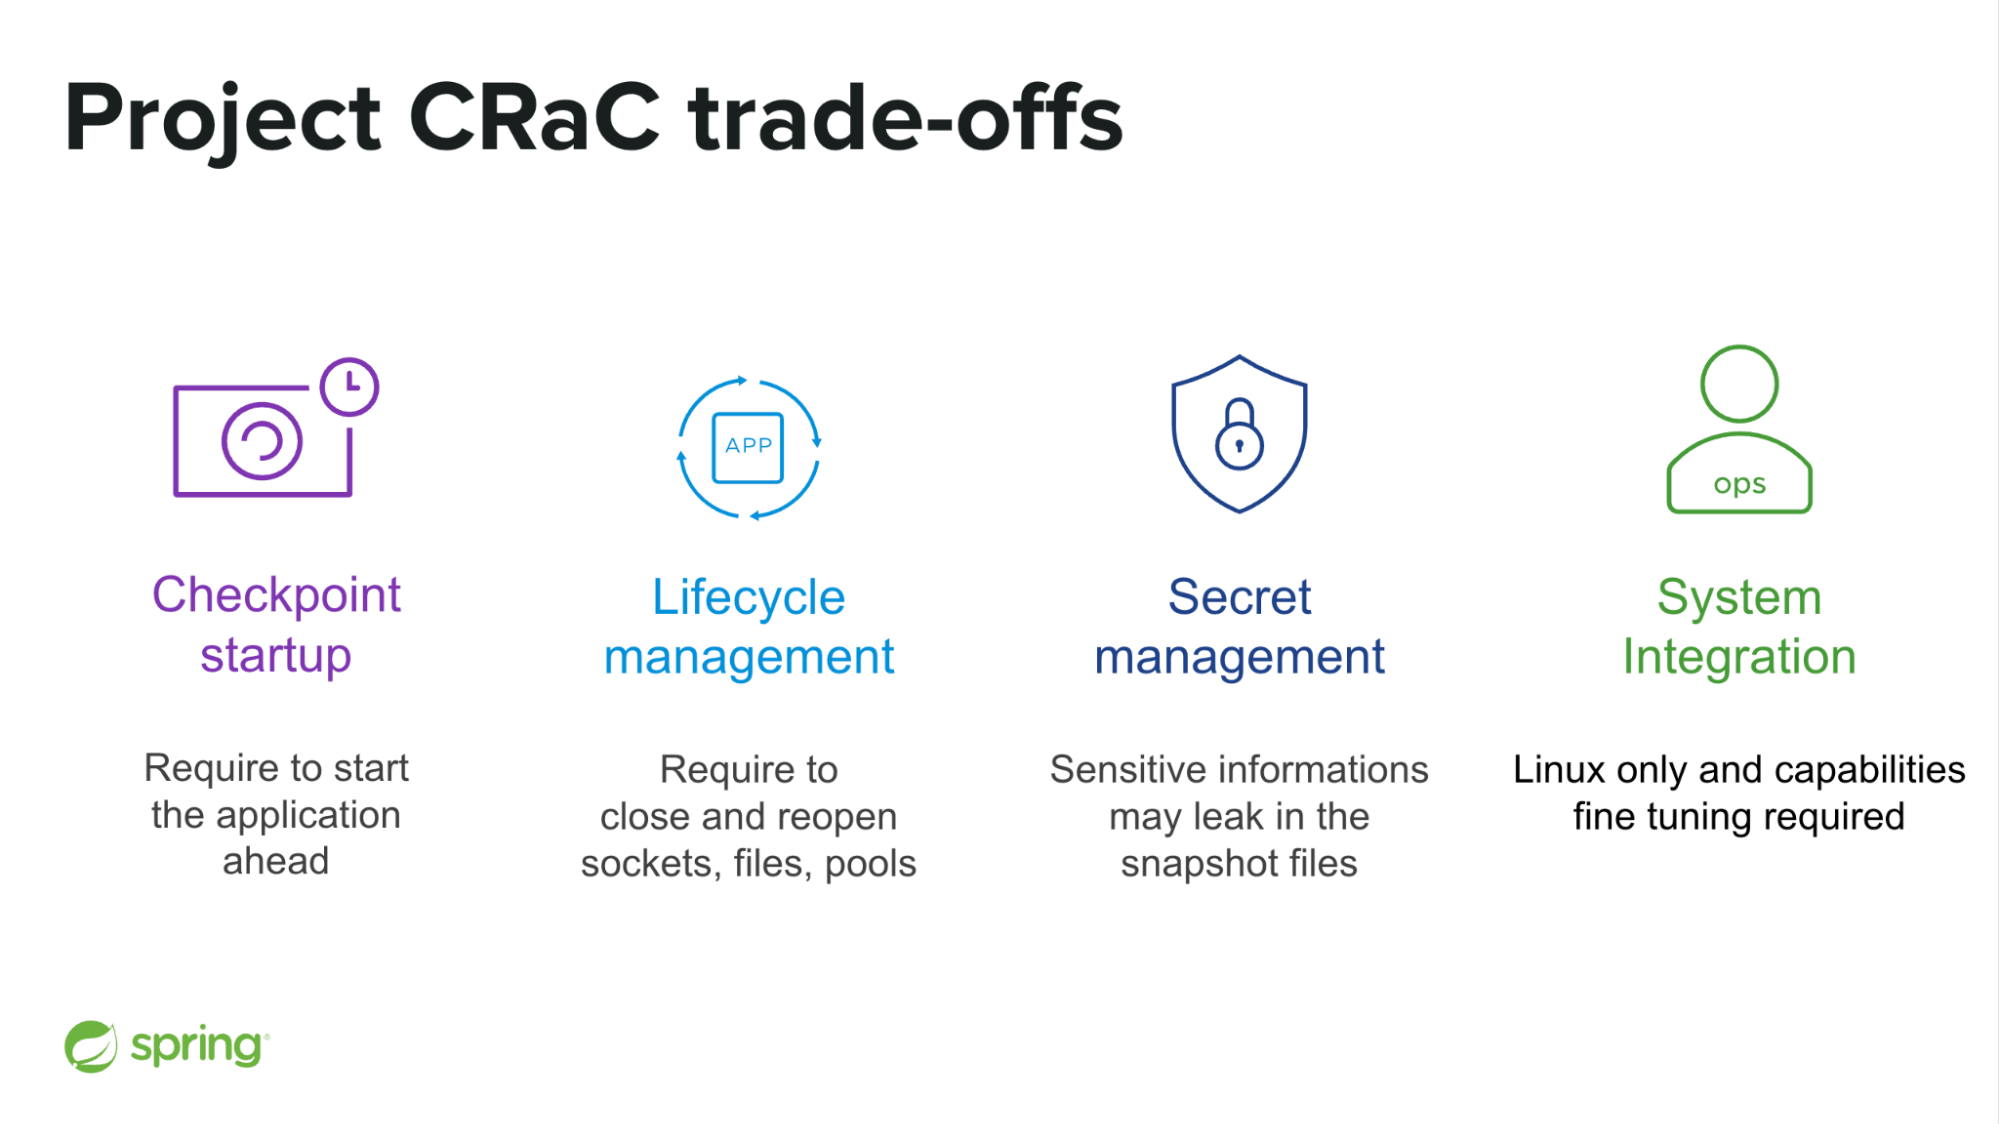 Project CRaC trade-offs
APP
ops
Checkpoint
startup
Lifecycle
management
Secret
management
System
Integration
Require to start
the application
ahead
Require to
close and reopen
sockets, files, pools
Sensitive informations
may leak in the
snapshot files
Linux only and capabilities
fine tuning required
spring